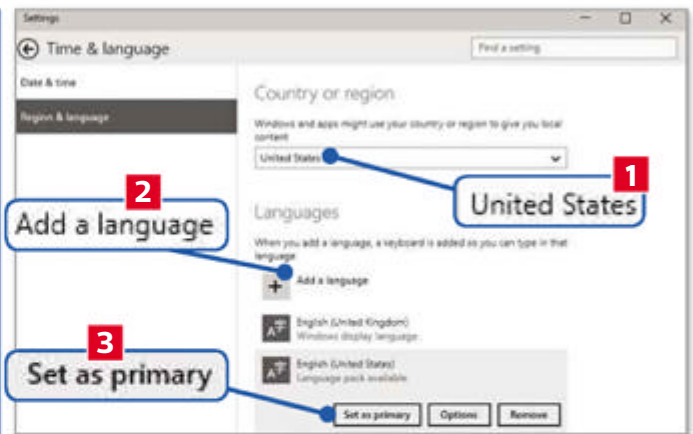 Settings
Time & language
Find a setting
Date & time
Region & language
Country or region
Windows and apps might use your country or region to give you local
content
United States
1
United States
2
Add a language
Languages
When you add a language, a keyboard is added so you can type in that
language
+ Add a language
English (United Kingdom)
Windows display language
English (United States)
Language pack available
3
Set as primary
Set as primary Options Remove